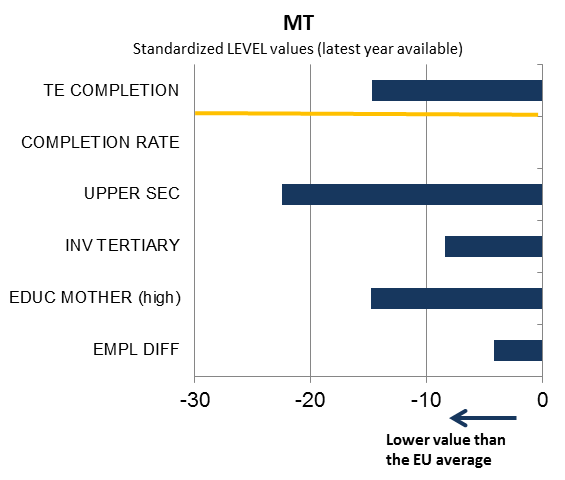 MT
Standardized LEVEL values (latest year available)
TE COMPLETION
COMPLETION RATE
UPPER SEC
INV TERTIARY
EDUC MOTHER (high)
EMPL DIFF
-30 -20 -10 0
Lower value than
the EU average